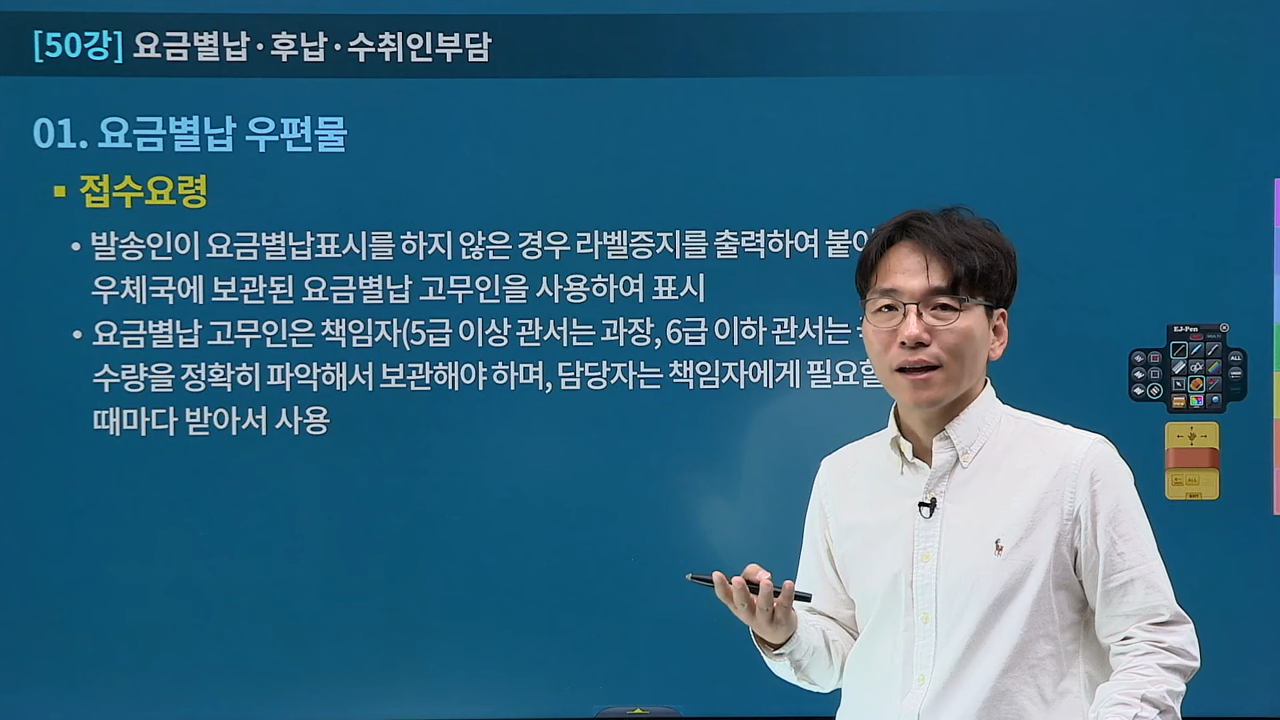 [50강] 요금별납·후납·수취인부담
01. 요금별납 우편물
▪ 접수요령
• 발송인이 요금별납표시를 하지 않은 경우 라벨증지를 출력하여
우체국에 보관된 요금별납 고무인을 사용하여 표시
• 요금별납 고무인은 책임자(5급 이상 관서는 과장, 6급 이하 관서는
수량을 정확히 파악해서 보관해야 하며, 담당자는 책임자에게 필요할
때마다 받아서 사용
EJ-Pen
ALL
ALL
EXIT